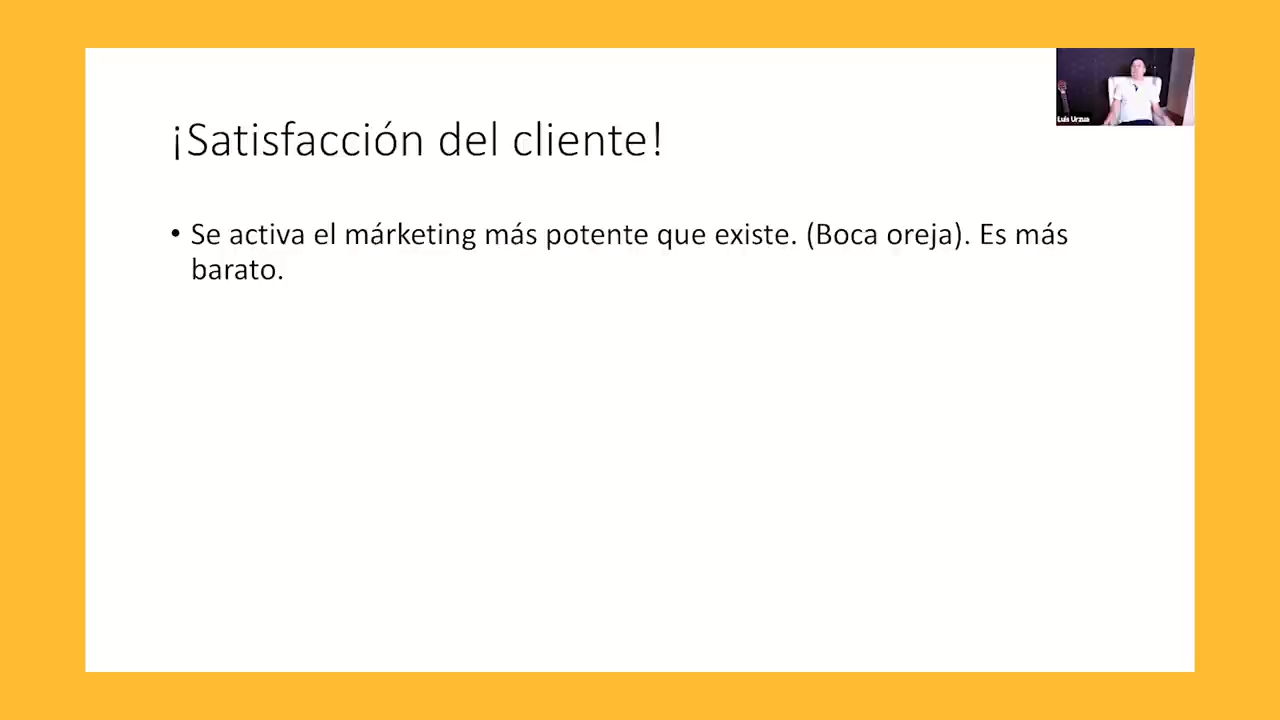 ¡Satisfacción del cliente!
• Se activa el márketing más potente que existe. (Boca oreja). Es más
barato.
Luis Urzua